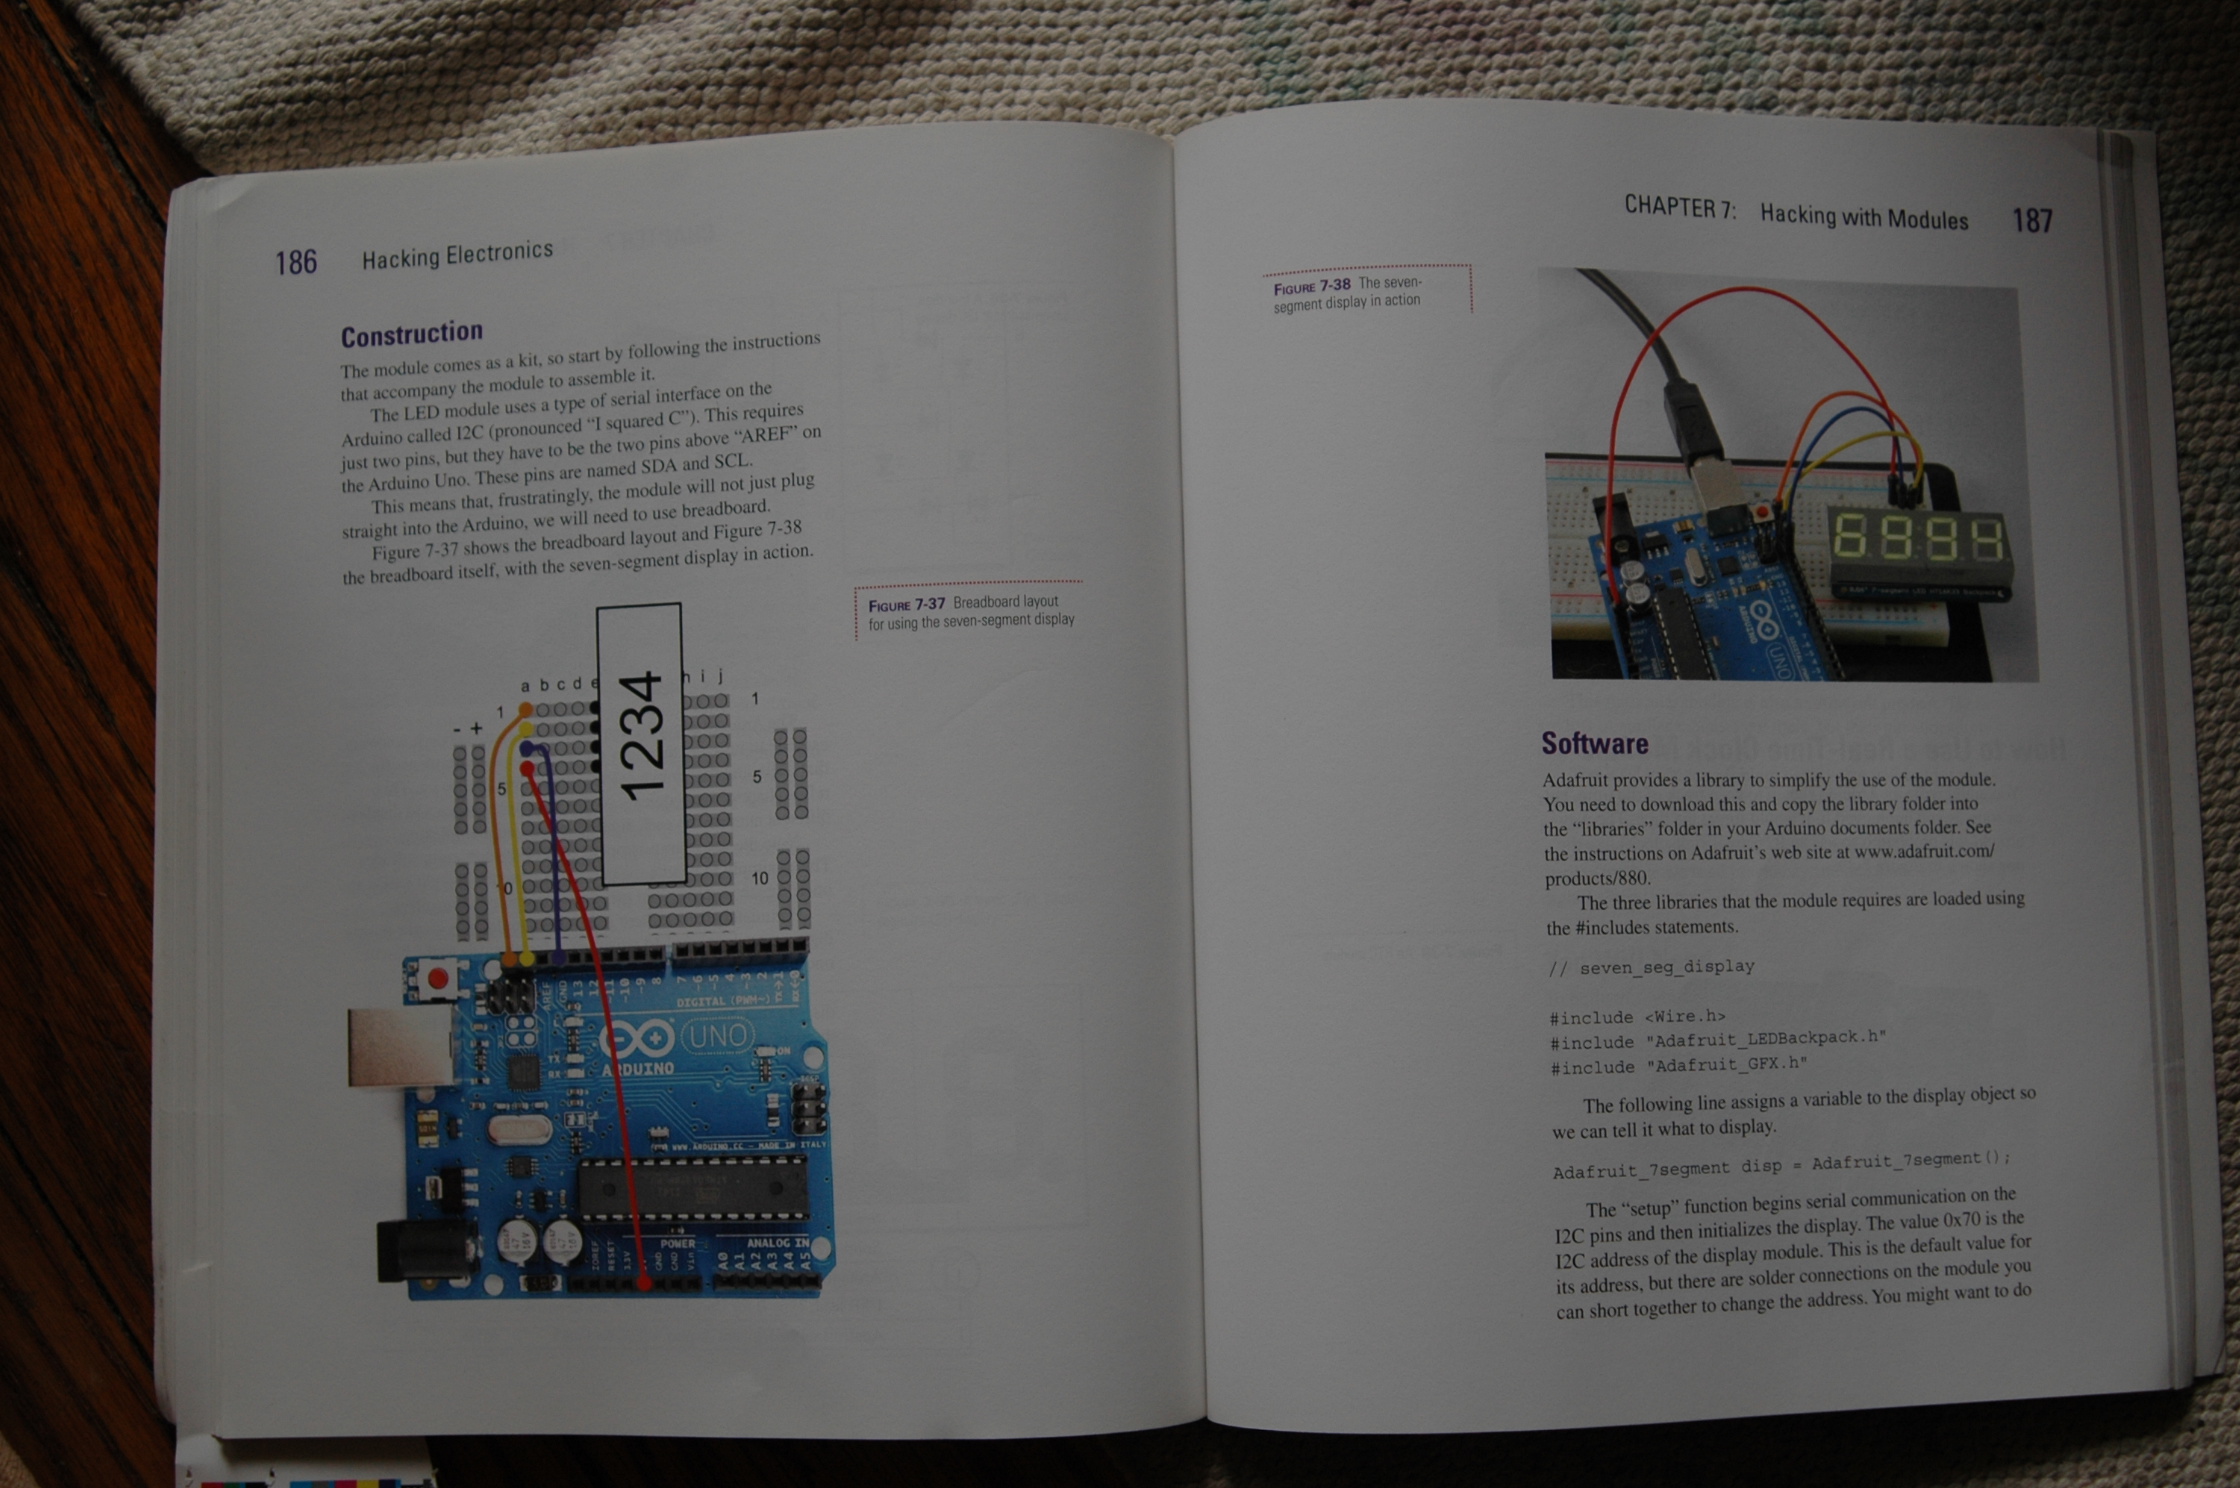 186 Hacking Electronics
Construction
The module comes as a kit, so start by following the instructions
that accompany the module to assemble it.
The LED module uses a type of serial interface on the
Arduino called I2C (pronounced “I squared C”). This requires
just two pins, but they have to be the two pins above “AREF” on
the Arduino Uno. These pins are named SDA and SCL.
This means that, frustratingly, the module will not just plug
straight into the Arduino, we will need to use breadboard.
Figure 7-37 shows the breadboard layout and Figure 7-38
the breadboard itself, with the seven-segment display in action.
FIGURE 7-37 Breadboard layout
for using the seven-segment display
a b c d e h i j
1 1
- +
1234
5 5
10
AREF GND 13 12 ~11 ~10 ~9 8 7 ~6 ~5 4 ~3 2 TX→1 RX←0
DIGITAL (PWM~)
UNO
ON
TX
RX
ARDUINO
WWW.ARDUINO.CC - MADE IN ITALY
POWER ANALOG IN
IOREF RESET 3.3V GND GND Vin A0 A1 A2 A3 A4 A5
CHAPTER 7: Hacking with Modules 187
FIGURE 7-38 The seven-
segment display in action
6994
ARDUINO
UNO
Software
Adafruit provides a library to simplify the use of the module.
You need to download this and copy the library folder into
the “libraries” folder in your Arduino documents folder. See
the instructions on Adafruit’s web site at www.adafruit.com/
products/880.
The three libraries that the module requires are loaded using
the #includes statements.
// seven_seg_display
#include <Wire.h>
#include "Adafruit_LEDBackpack.h"
#include "Adafruit_GFX.h"
The following line assigns a variable to the display object so
we can tell it what to display.
Adafruit_7segment disp = Adafruit_7segment();
The “setup” function begins serial communication on the
I2C pins and then initializes the display. The value 0x70 is the
I2C address of the display module. This is the default value for
its address, but there are solder connections on the module you
can short together to change the address. You might want to do